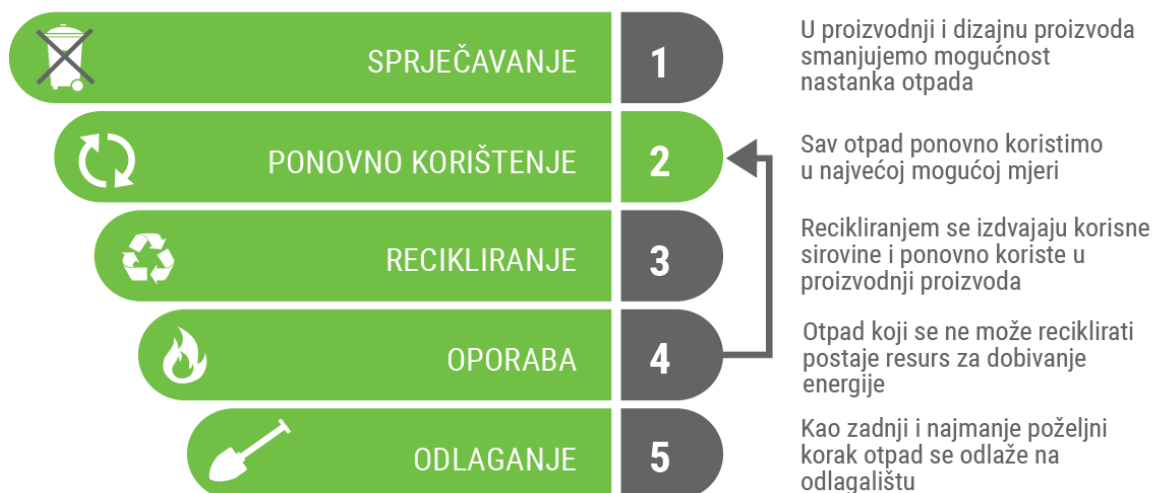 SPRJEČAVANJE
1
U proizvodnji i dizajnu proizvoda
smanjujemo mogućnost
nastanka otpada
PONOVNO KORIŠTENJE
2
Sav otpad ponovno koristimo
u najvećoj mogućoj mjeri
RECIKLIRANJE
3
Recikliranjem se izdvajaju korisne
sirovine i ponovno koriste u
proizvodnji proizvoda
OPORABA
4
Otpad koji se ne može reciklirati
postaje resurs za dobivanje
energije
ODLAGANJE
5
Kao zadnji i najmanje poželjni
korak otpad se odlaže na
odlagalištu